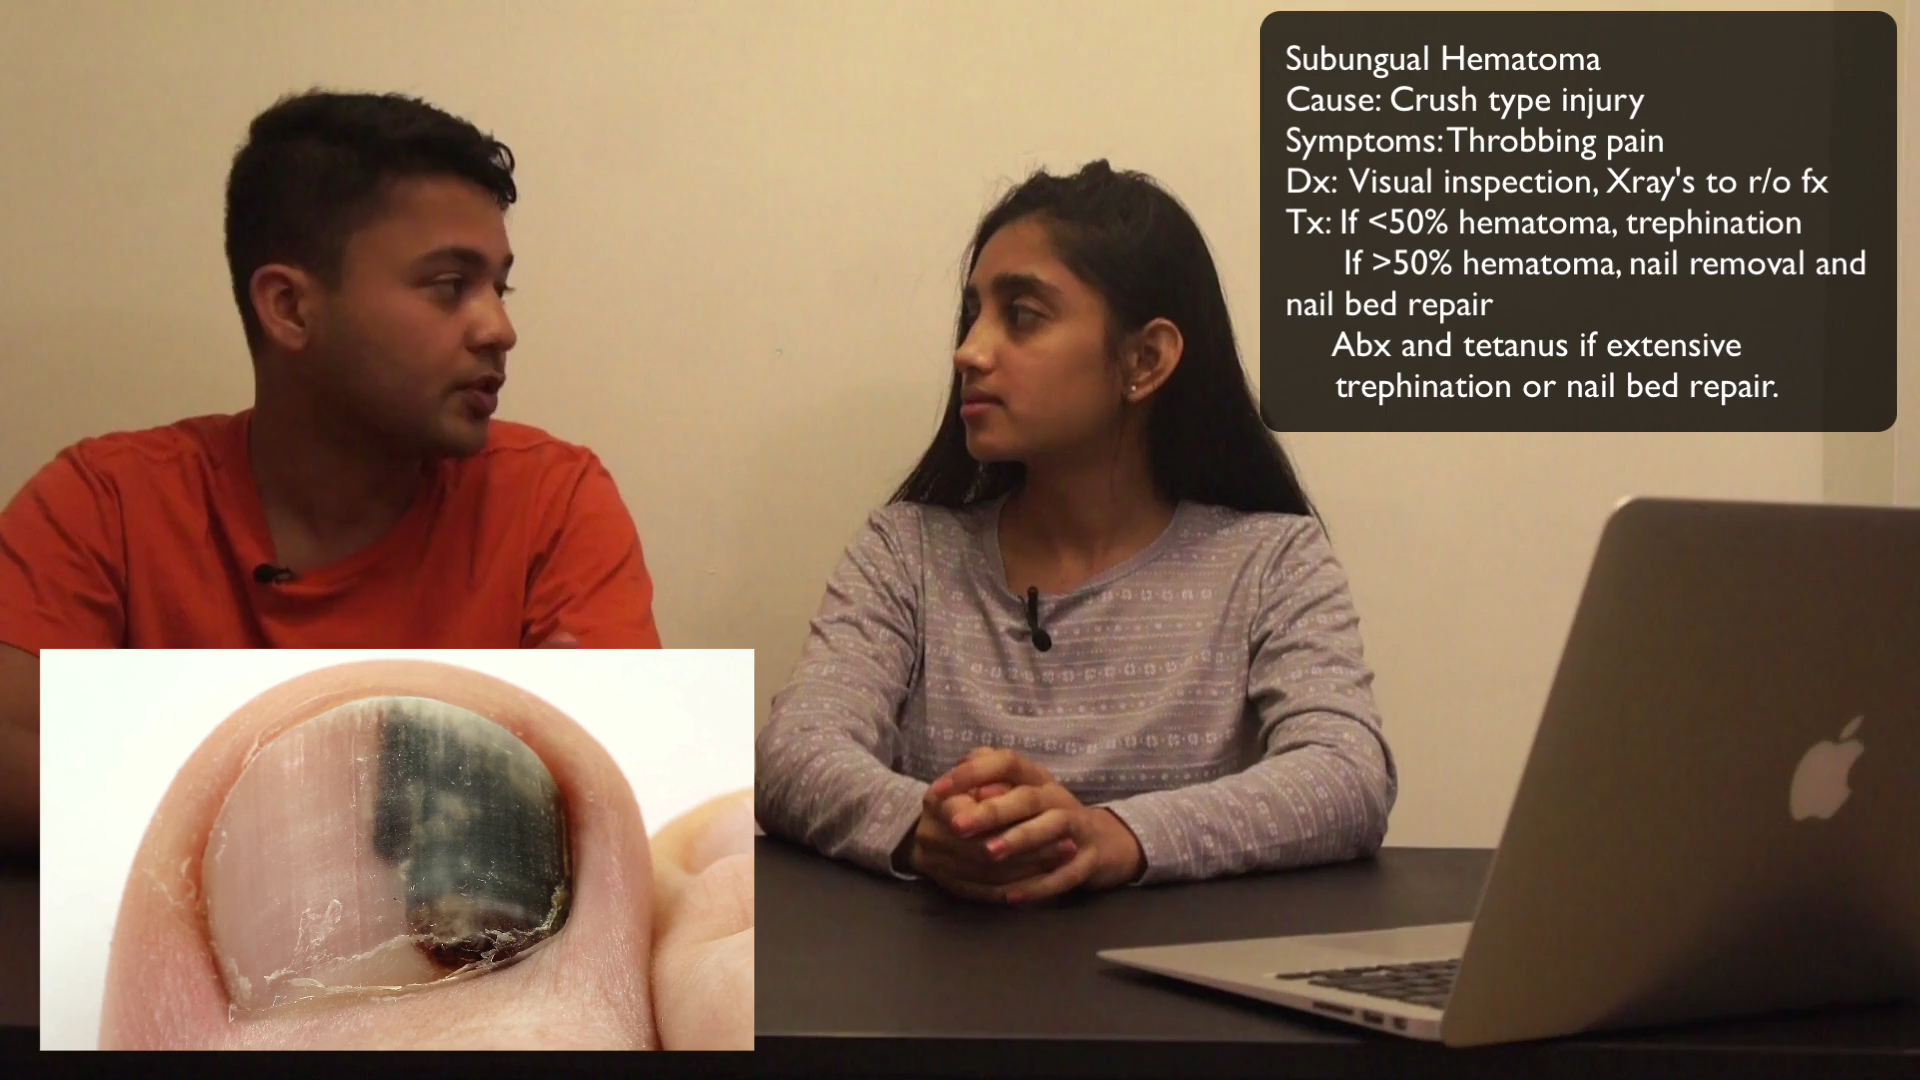 Subungual Hematoma
Cause: Crush type injury
Symptoms: Throbbing pain
Dx: Visual inspection, Xray's to r/o fx
Tx: If <50% hematoma, trephination
If >50% hematoma, nail removal and
nail bed repair
Abx and tetanus if extensive
trephination or nail bed repair.